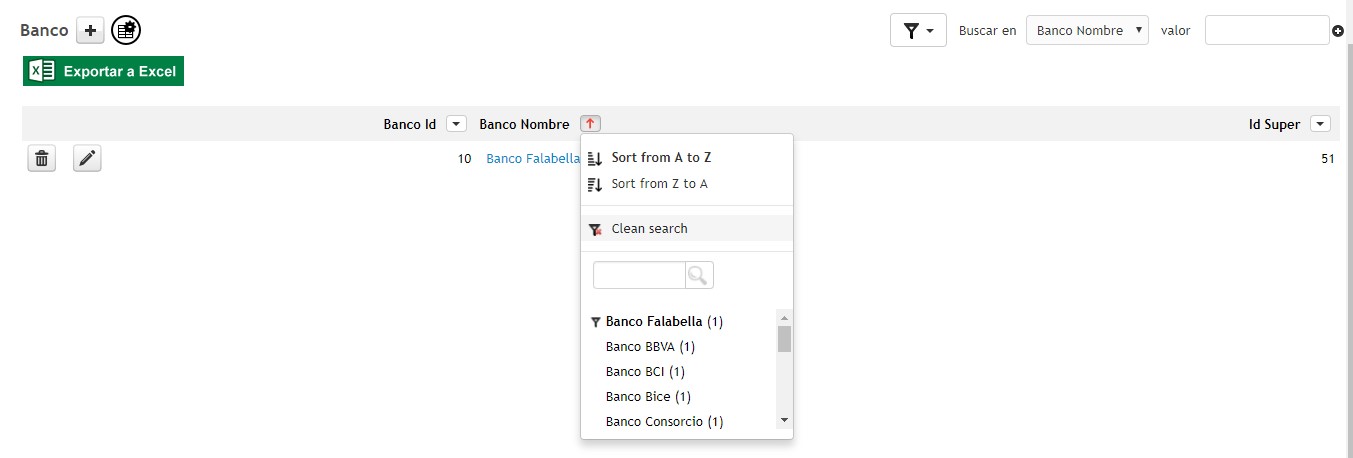 Banco
Buscar en Banco Nombre valor
Exportar a Excel
Banco Id Banco Nombre Id Super
10 Banco Falabella 51
Sort from A to Z
Sort from Z to A
Clean search
Banco Falabella (1)
Banco BBVA (1)
Banco BCI (1)
Banco Bice (1)
Banco Consorcio (1)